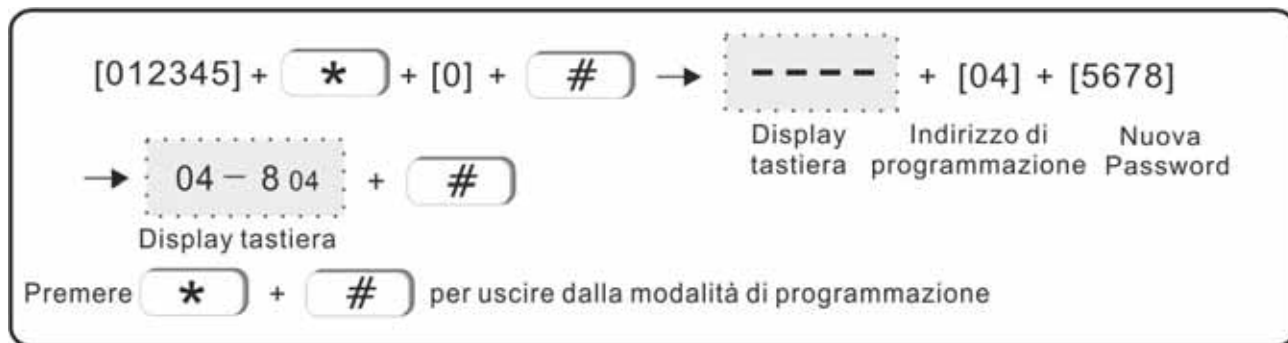 [012345] + * + [0] + # → ---- + [04] + [5678]
Display Indirizzo di Nuova
tastiera programmazione Password
→ 04 – 8 04 + #
Display tastiera
Premere * + # per uscire dalla modalità di programmazione